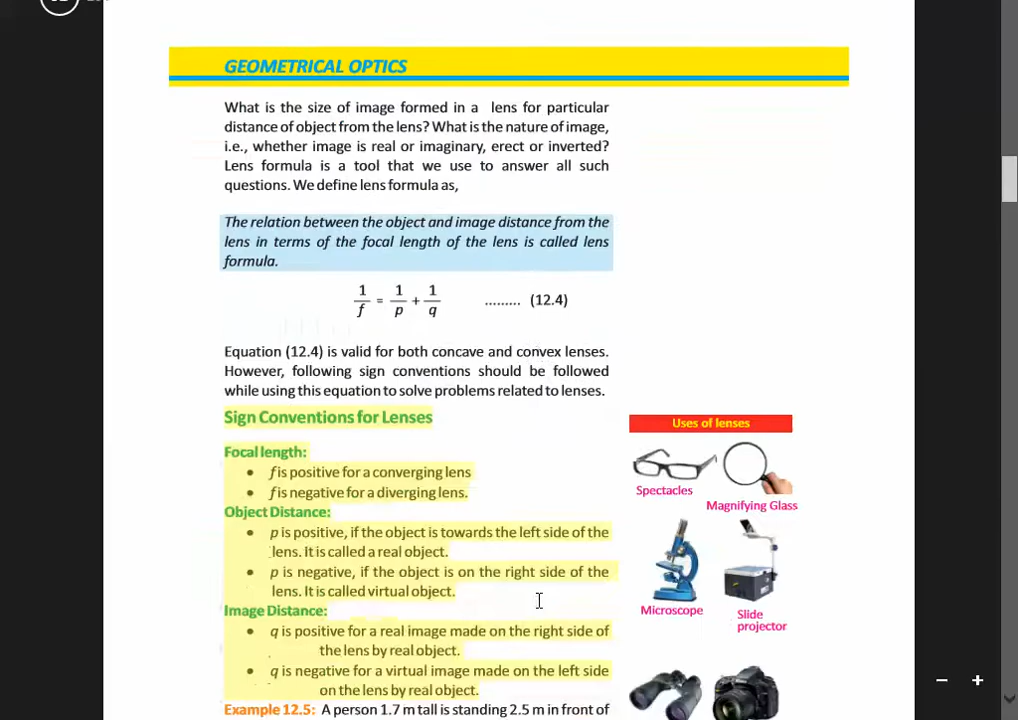 GEOMETRICAL OPTICS
What is the size of image formed in a lens for particular
distance of object from the lens? What is the nature of image,
i.e., whether image is real or imaginary, erect or inverted?
Lens formula is a tool that we use to answer all such
questions. We define lens formula as,
The relation between the object and image distance from the
lens in terms of the focal length of the lens is called lens
formula.
1/f = 1/p + 1/q ......... (12.4)
Equation (12.4) is valid for both concave and convex lenses.
However, following sign conventions should be followed
while using this equation to solve problems related to lenses.
Sign Conventions for Lenses
Focal length:
• f is positive for a converging lens
• f is negative for a diverging lens.
Object Distance:
• p is positive, if the object is towards the left side of the
lens. It is called a real object.
• p is negative, if the object is on the right side of the
lens. It is called virtual object.
Image Distance:
• q is positive for a real image made on the right side of
the lens by real object.
• q is negative for a virtual image made on the left side
on the lens by real object.
Example 12.5: A person 1.7 m tall is standing 2.5 m in front of
Uses of lenses
Spectacles
Magnifying Glass
Microscope
Slide
projector